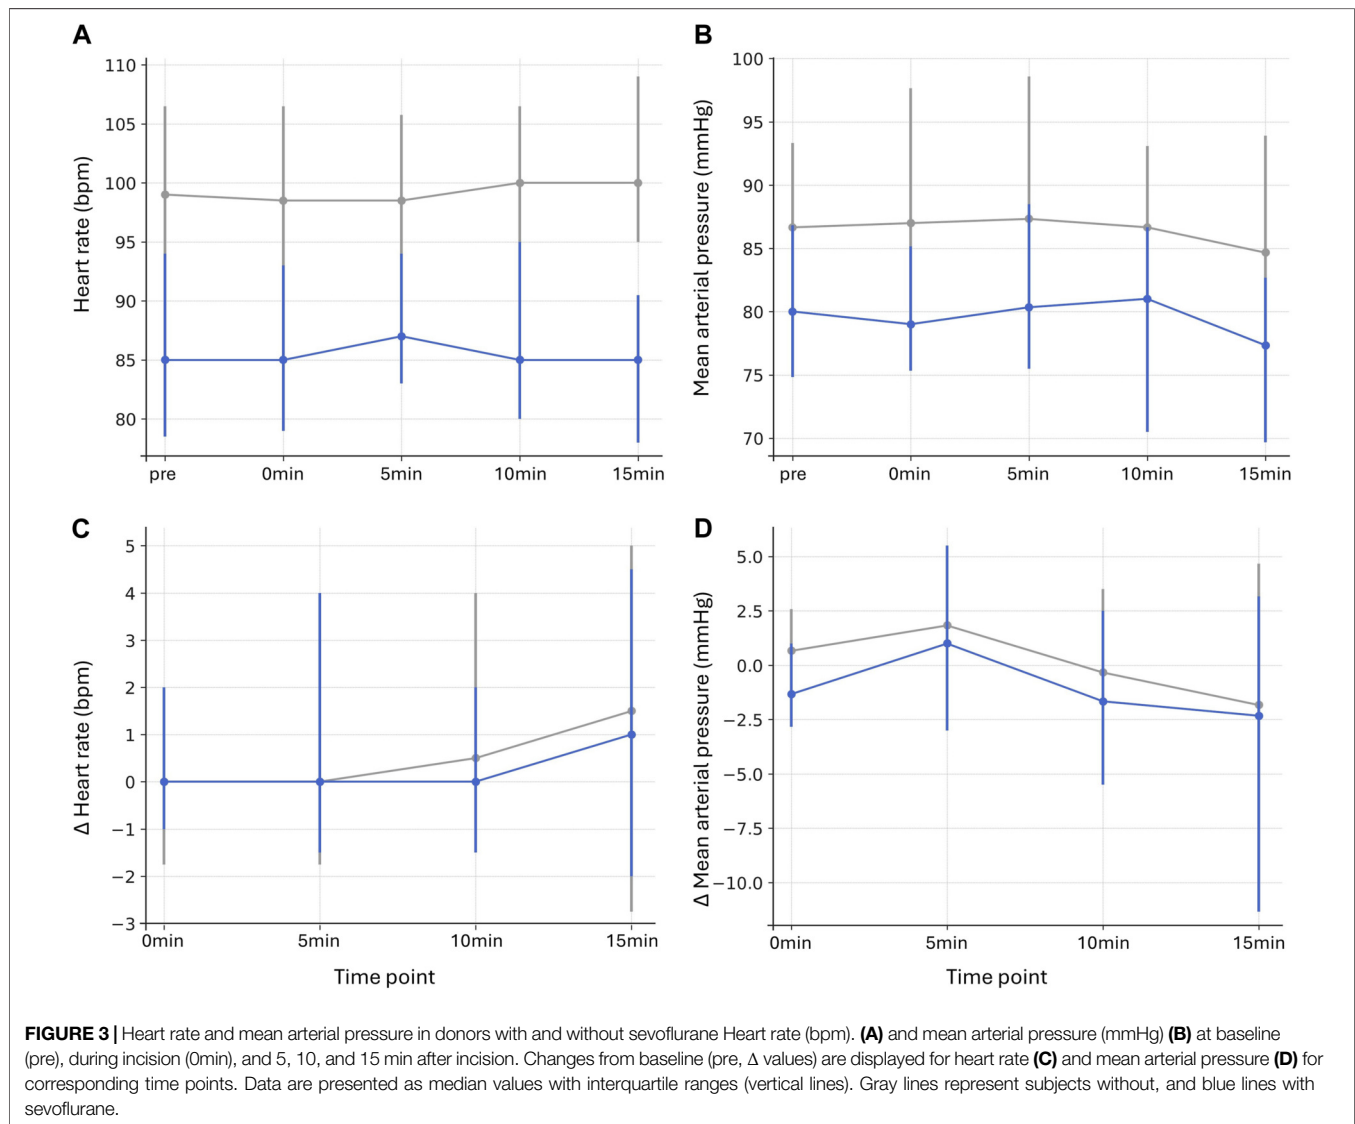 A
Heart rate (bpm)
110
105
100
95
90
85
80
pre
0min
5min
10min
15min
B
Mean arterial pressure (mmHg)
100
95
90
85
80
75
70
pre
0min
5min
10min
15min
C
Δ Heart rate (bpm)
5
4
3
2
1
0
−1
−2
−3
0min
5min
10min
15min
Time point
D
Δ Mean arterial pressure (mmHg)
5.0
2.5
0.0
−2.5
−5.0
−7.5
−10.0
0min
5min
10min
15min
Time point
FIGURE 3 | Heart rate and mean arterial pressure in donors with and without sevoflurane Heart rate (bpm). (A) and mean arterial pressure (mmHg) (B) at baseline
(pre), during incision (0min), and 5, 10, and 15 min after incision. Changes from baseline (pre, Δ values) are displayed for heart rate (C) and mean arterial pressure (D) for
corresponding time points. Data are presented as median values with interquartile ranges (vertical lines). Gray lines represent subjects without, and blue lines with
sevoflurane.